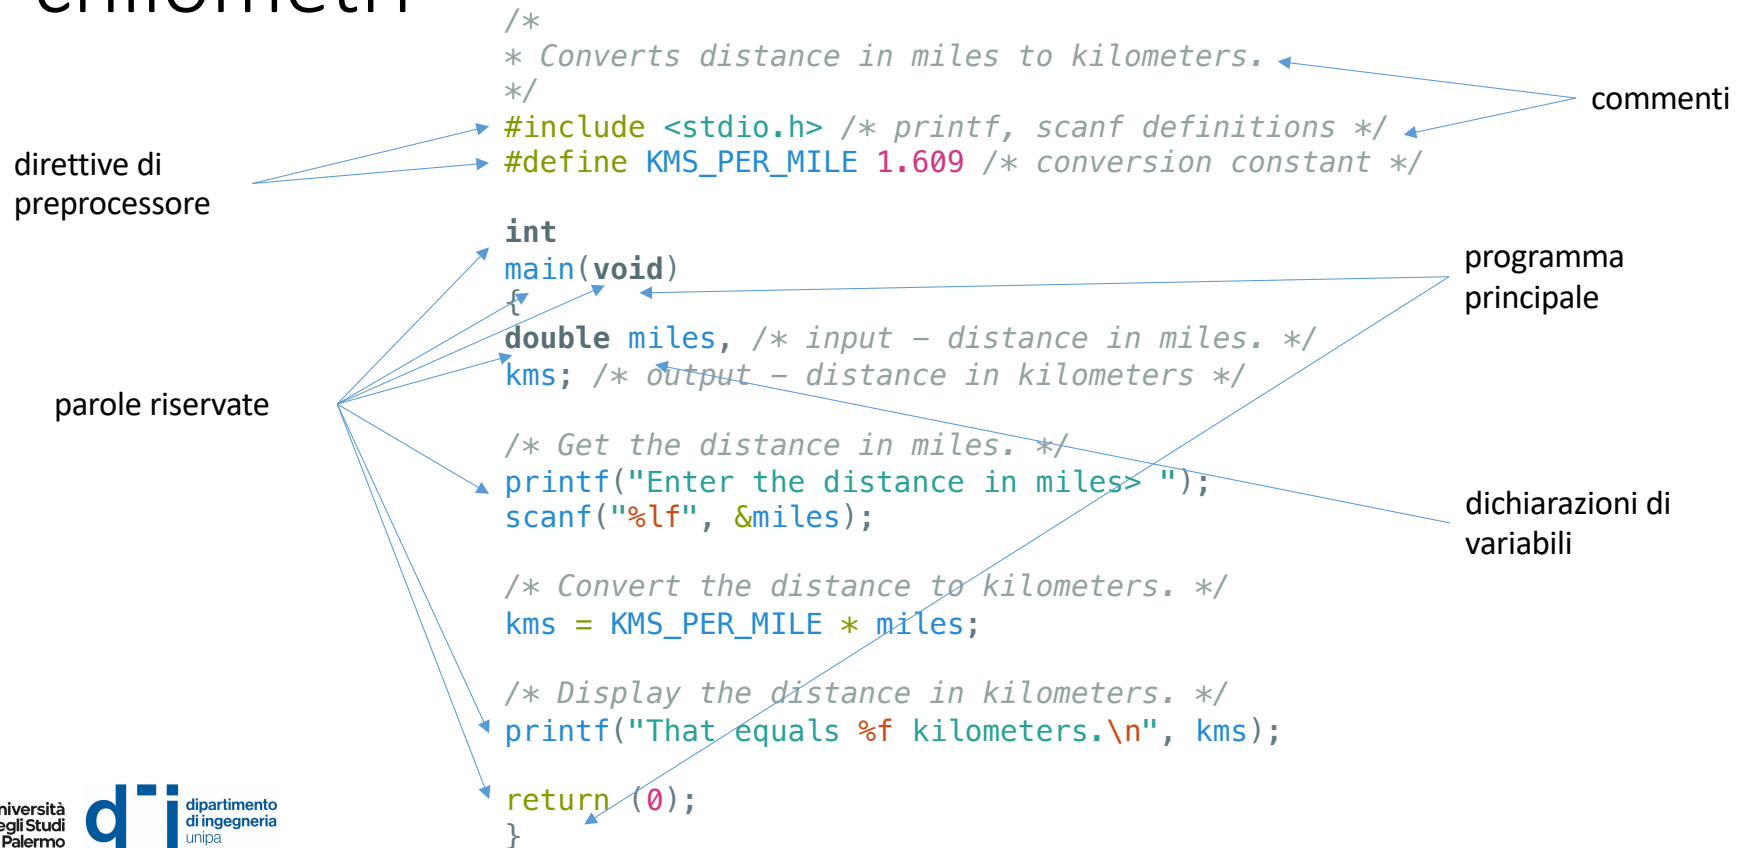 chilometri
/*
* Converts distance in miles to kilometers.
*/
#include <stdio.h> /* printf, scanf definitions */
#define KMS_PER_MILE 1.609 /* conversion constant */
int
main(void)
{
double miles, /* input – distance in miles. */
kms; /* output – distance in kilometers */
/* Get the distance in miles. */
printf("Enter the distance in miles> ");
scanf("%lf", &miles);
/* Convert the distance to kilometers. */
kms = KMS_PER_MILE * miles;
/* Display the distance in kilometers. */
printf("That equals %f kilometers.\n", kms);
return (0);
}
direttive di
preprocessore
parole riservate
commenti
programma
principale
dichiarazioni di
variabili
niversità
egli Studi
Palermo
dipartimento
di ingegneria
unipa